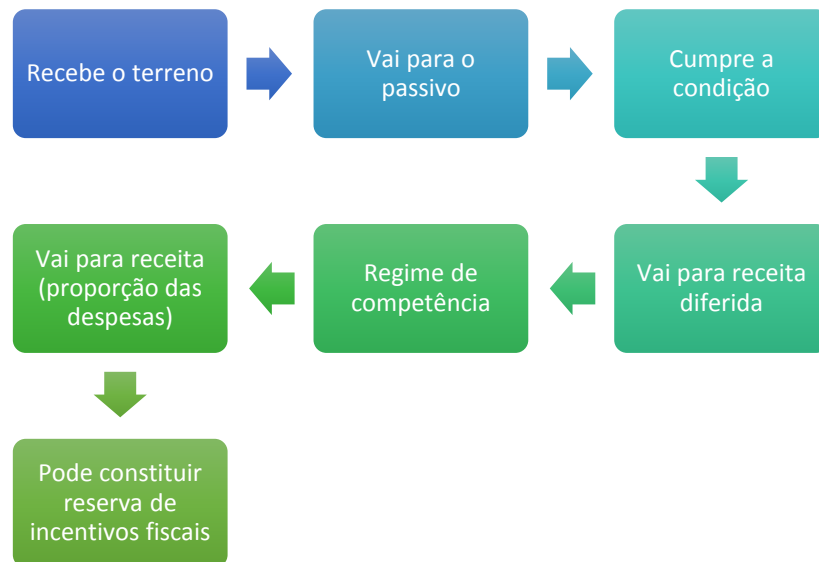 Recebe o terreno
Vai para o
passivo
Cumpre a
condição
Vai para receita
diferida
Regime de
competência
Vai para receita
(proporção das
despesas)
Pode constituir
reserva de
incentivos fiscais